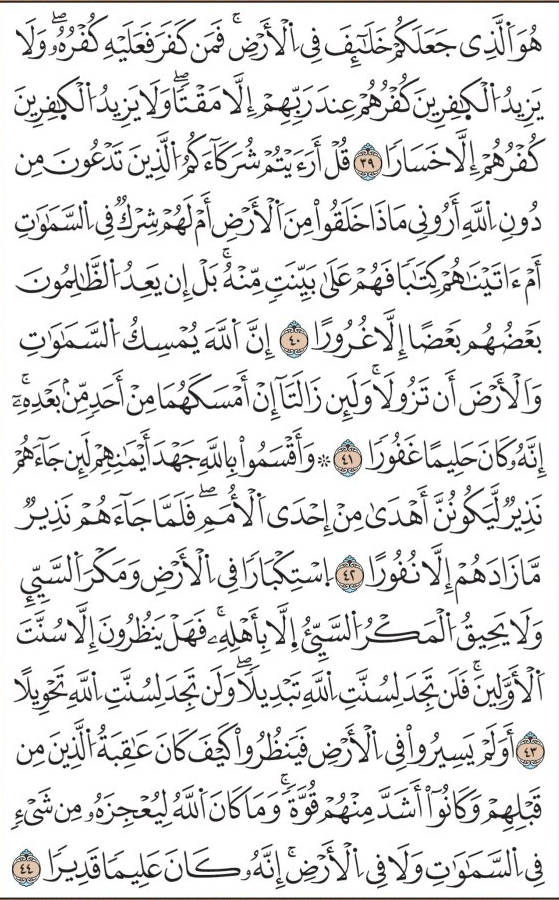 هُوَ ٱلَّذِي جَعَلَكُمۡ خَلَٰٓئِفَ فِي ٱلۡأَرۡضِۚ فَمَن كَفَرَ فَعَلَيۡهِ كُفۡرُهُۥۖ وَلَا
يَزِيدُ ٱلۡكَٰفِرِينَ كُفۡرُهُمۡ عِندَ رَبِّهِمۡ إِلَّا مَقۡتٗاۖ وَلَا يَزِيدُ ٱلۡكَٰفِرِينَ
كُفۡرُهُمۡ إِلَّا خَسَارٗا ٣٩ قُلۡ أَرَءَيۡتُمۡ شُرَكَآءَكُمُ ٱلَّذِينَ تَدۡعُونَ مِن
دُونِ ٱللَّهِ أَرُونِي مَاذَا خَلَقُواْ مِنَ ٱلۡأَرۡضِ أَمۡ لَهُمۡ شِرۡكٞ فِي ٱلسَّمَٰوَٰتِ
أَمۡ ءَاتَيۡنَٰهُمۡ كِتَٰبٗا فَهُمۡ عَلَىٰ بَيِّنَتٖ مِّنۡهُۚ بَلۡ إِن يَعِدُ ٱلظَّٰلِمُونَ
بَعۡضُهُم بَعۡضًا إِلَّا غُرُورًا ٤٠ إِنَّ ٱللَّهَ يُمۡسِكُ ٱلسَّمَٰوَٰتِ
وَٱلۡأَرۡضَ أَن تَزُولَاۚ وَلَئِن زَالَتَآ إِنۡ أَمۡسَكَهُمَا مِنۡ أَحَدٖ مِّنۢ بَعۡدِهِۦٓۚ
إِنَّهُۥ كَانَ حَلِيمًا غَفُورٗا ٤١ ۞ وَأَقۡسَمُواْ بِٱللَّهِ جَهۡدَ أَيۡمَٰنِهِمۡ لَئِن جَآءَهُمۡ
نَذِيرٞ لَّيَكُونُنَّ أَهۡدَىٰ مِنۡ إِحۡدَى ٱلۡأُمَمِۖ فَلَمَّا جَآءَهُمۡ نَذِيرٞ
مَّا زَادَهُمۡ إِلَّا نُفُورًا ٤٢ ٱسۡتِكۡبَارٗا فِي ٱلۡأَرۡضِ وَمَكۡرَ ٱلسَّيِّيِٕ
وَلَا يَحِيقُ ٱلۡمَكۡرُ ٱلسَّيِّئُ إِلَّا بِأَهۡلِهِۦۚ فَهَلۡ يَنظُرُونَ إِلَّا سُنَّتَ
ٱلۡأَوَّلِينَۚ فَلَن تَجِدَ لِسُنَّتِ ٱللَّهِ تَبۡدِيلٗاۖ وَلَن تَجِدَ لِسُنَّتِ ٱللَّهِ تَحۡوِيلًا
٤٣ أَوَلَمۡ يَسِيرُواْ فِي ٱلۡأَرۡضِ فَيَنظُرُواْ كَيۡفَ كَانَ عَٰقِبَةُ ٱلَّذِينَ مِن
قَبۡلِهِمۡ وَكَانُوٓاْ أَشَدَّ مِنۡهُمۡ قُوَّةٗۚ وَمَا كَانَ ٱللَّهُ لِيُعۡجِزَهُۥ مِن شَيۡءٖ
فِي ٱلسَّمَٰوَٰتِ وَلَا فِي ٱلۡأَرۡضِۚ إِنَّهُۥ كَانَ عَلِيمٗا قَدِيرٗا ٤٤